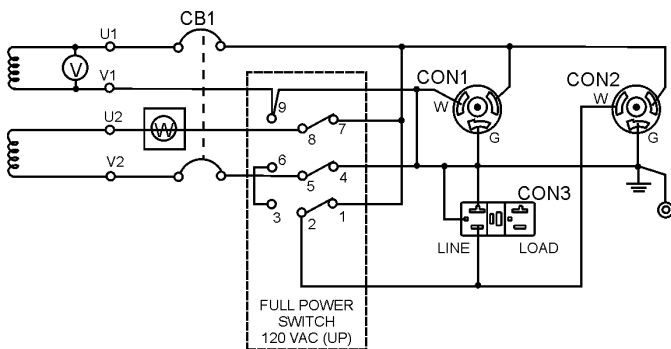 CB1
U1
V
V1
U2
W
V2
9
8
7
6
5
4
3
2
1
CON1
W
G
CON2
W
G
CON3
LINE
LOAD
FULL POWER
SWITCH
120 VAC (UP)